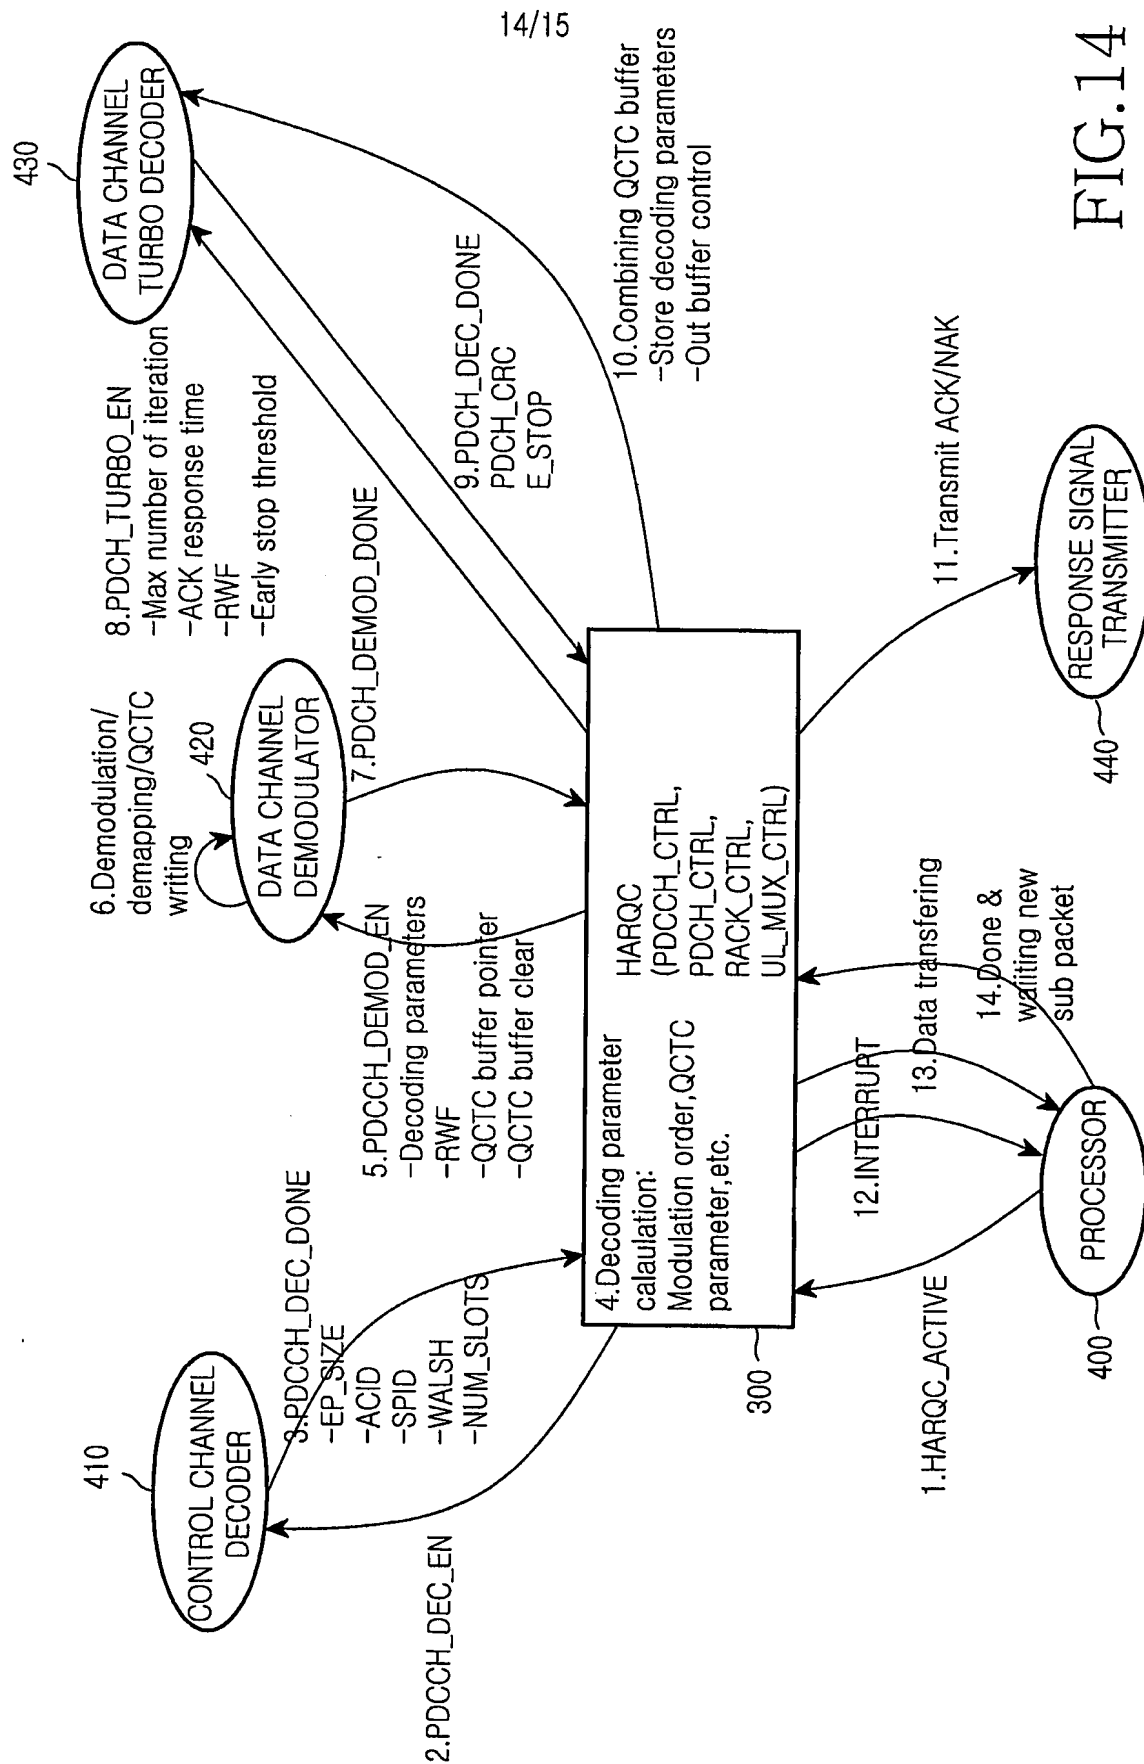 14/15
410
CONTROL CHANNEL
DECODER
2.PDCCH_DEC_EN
3.PDCCH_DEC_DONE
-EP_SIZE
-ACID
-SPID
-WALSH
-NUM_SLOTS
6.Demodulation/
demapping/QCTC
writing
420
DATA CHANNEL
DEMODULATOR
5.PDCCH_DEMOD_EN
-Decoding parameters
-RWF
-QCTC buffer pointer
-QCTC buffer clear
7.PDCH_DEMOD_DONE
430
DATA CHANNEL
TURBO DECODER
8.PDCH_TURBO_EN
-Max number of iteration
-ACK response time
-RWF
-Early stop threshold
9.PDCH_DEC_DONE
PDCH_CRC
E_STOP
10.Combining QCTC buffer
-Store decoding parameters
-Out buffer control
4.Decoding parameter
calaulation:
Modulation order,QCTC
parameter,etc.
HARQC
(PDCCH_CTRL,
PDCH_CTRL,
RACK_CTRL,
UL_MUX_CTRL)
300
1.HARQC_ACTIVE
12.INTERRUPT
13.Data transfering
14.Done &
waliting new
sub packet
11.Transmit ACK/NAK
400
PROCESSOR
440
RESPONSE SIGNAL
TRANSMITTER
FIG.14